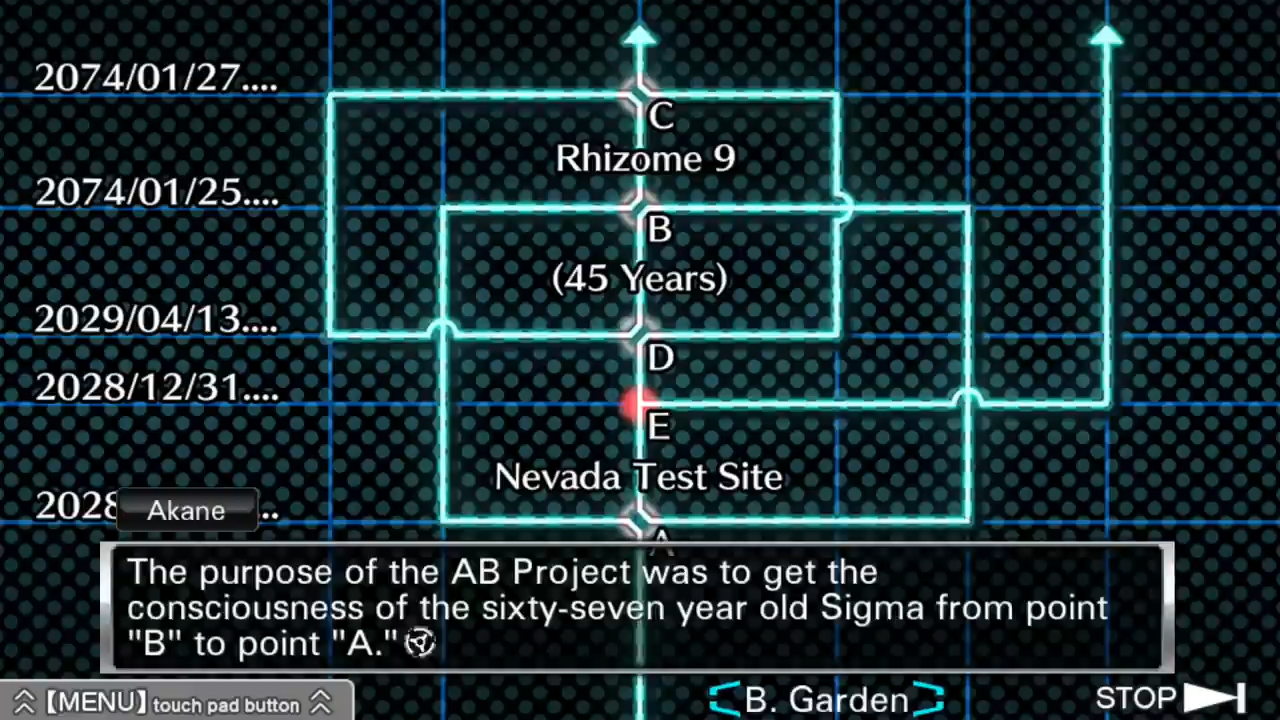 2074/01/27....
C
Rhizome 9
2074/01/25....
B
(45 Years)
2029/04/13....
D
2028/12/31....
E
Nevada Test Site
2028
..
A
Akane
The purpose of the AB Project was to get the
consciousness of the sixty-seven year old Sigma from point
"B" to point "A."
【MENU】touch pad button
B. Garden
STOP